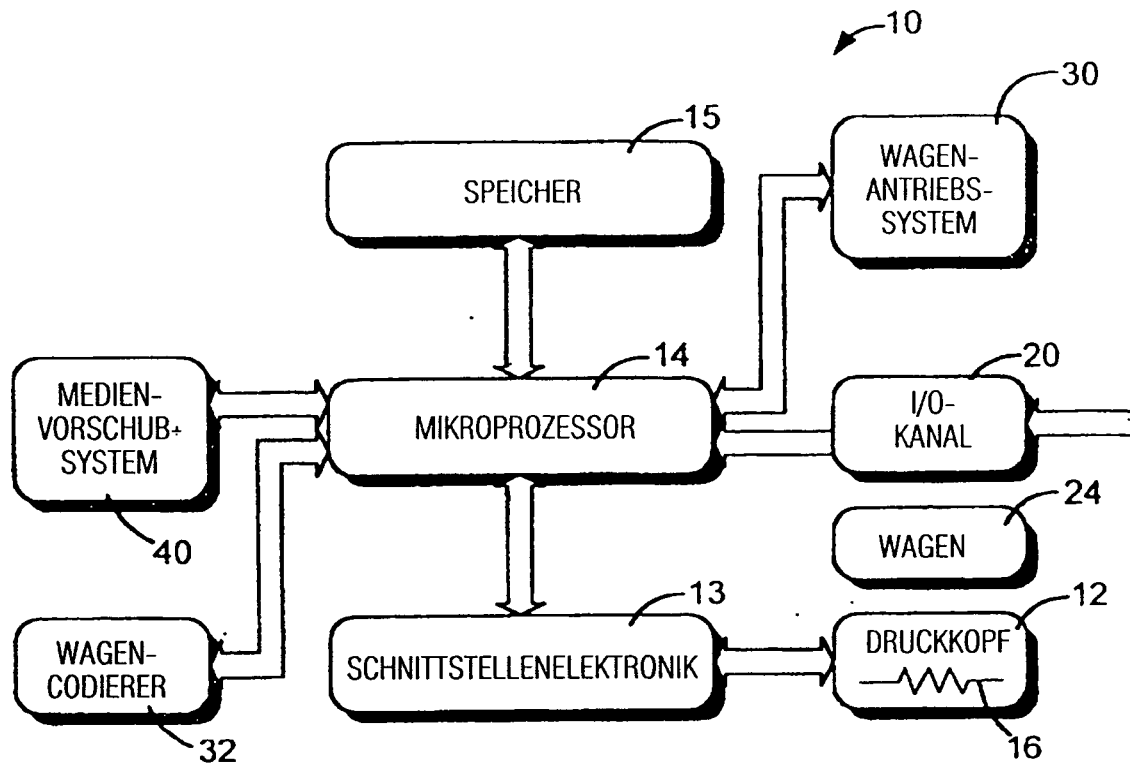 10
30
15
WAGEN-
ANTRIEBS-
SYSTEM
SPEICHER
14
20
MEDIEN-
VORSCHUB+
SYSTEM
MIKROPROZESSOR
I/O-
KANAL
40
24
WAGEN
13
12
WAGEN-
CODIERER
SCHNITTSTELLENELEKTRONIK
DRUCKKOPF
32
16